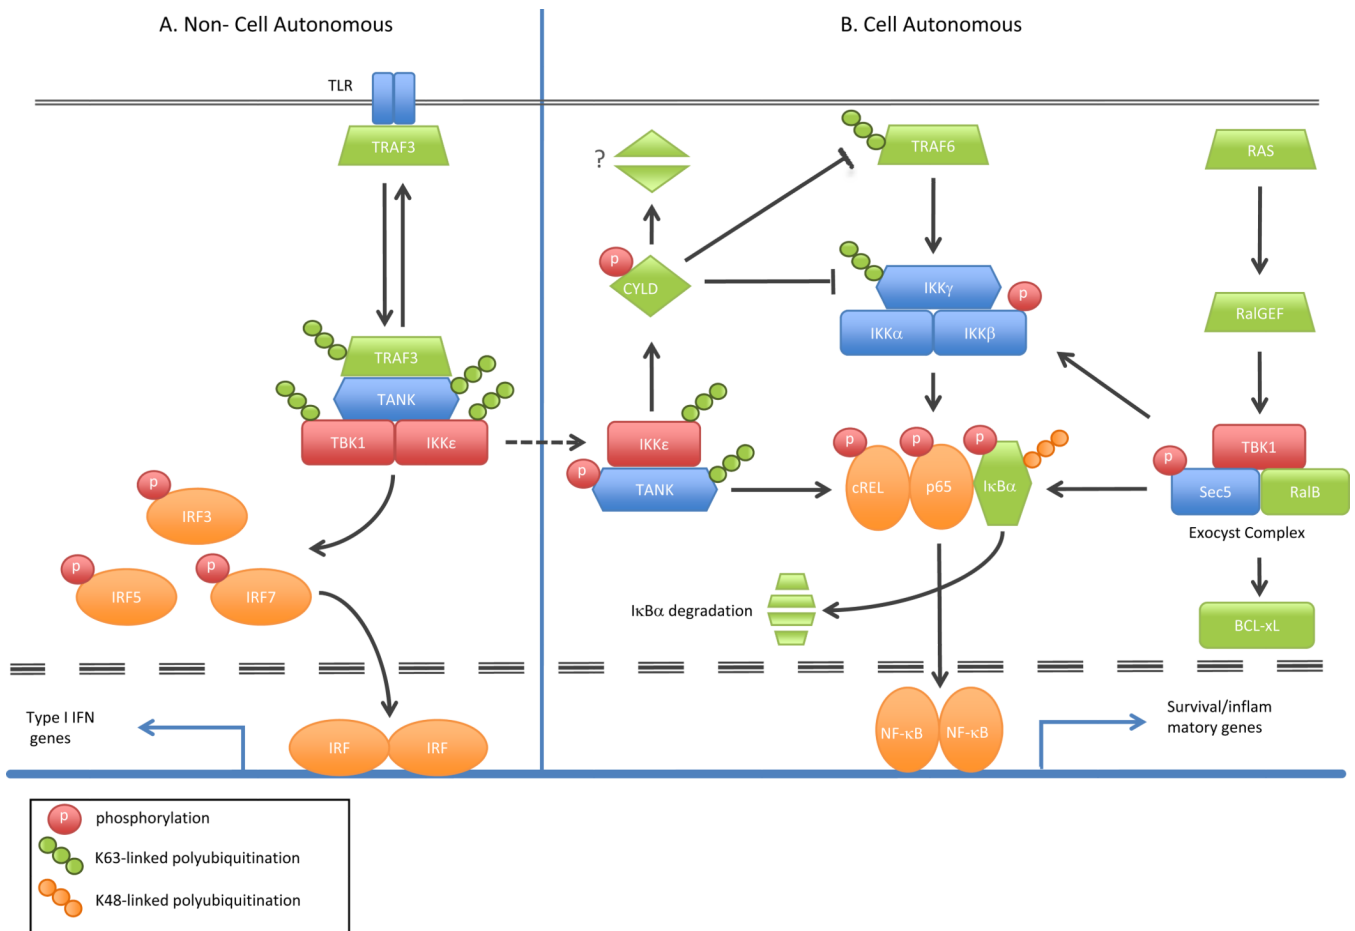 A. Non- Cell Autonomous
B. Cell Autonomous
TLR
TRAF3
TRAF3
TANK
TBK1
IKKε
P
IRF3
P
IRF5
P
IRF7
Type I IFN
genes
IRF
IRF
?
P
CYLD
TRAF6
IKKγ
P
IKKα
IKKβ
IKKε
P
TANK
P
cREL
P
p65
P
IκBα
IκBα degradation
NF-κB
NF-κB
RAS
RalGEF
TBK1
P
Sec5
RalB
Exocyst Complex
BCL-xL
Survival/inflam
matory genes
P
phosphorylation
K63-linked polyubiquitination
K48-linked polyubiquitination